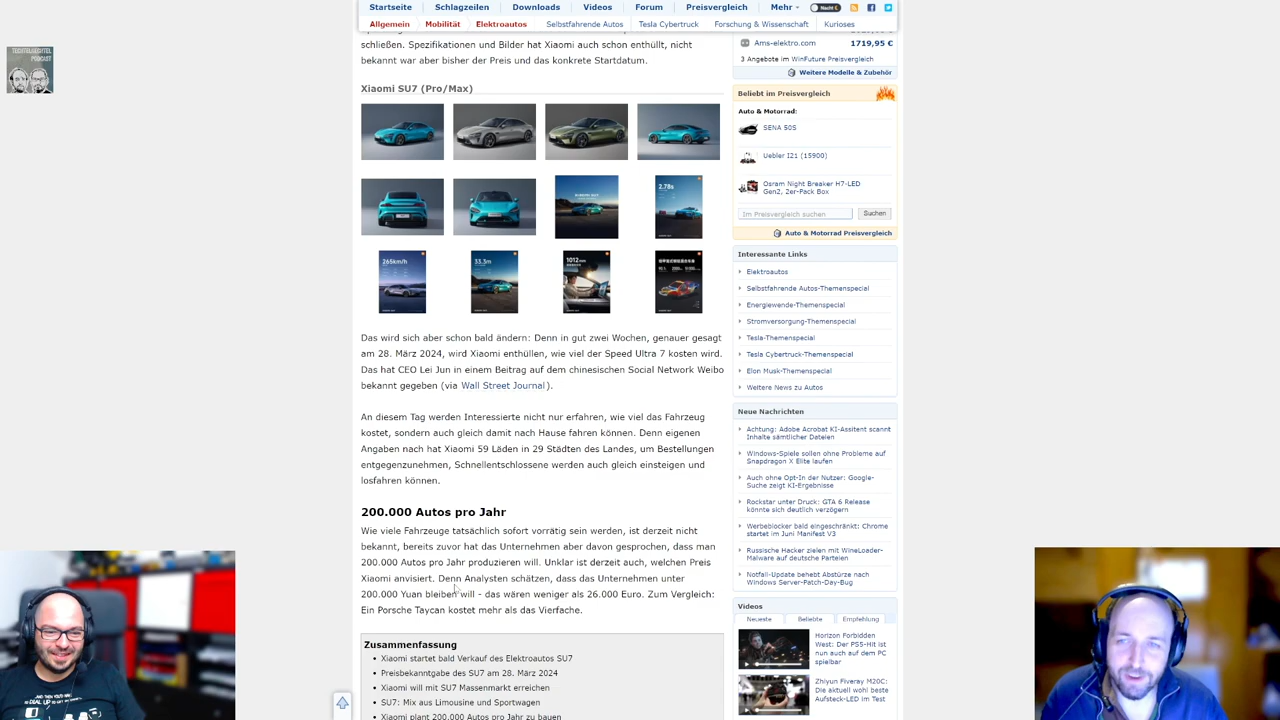 Startseite Schlagzeilen Downloads Videos Forum Preisvergleich Mehr
Allgemein Mobilität Elektroautos Selbstfahrende Autos Tesla Cybertruck Forschung & Wissenschaft Kurioses
TECHTELMECHTEL
PODCAST
schließen. Spezifikationen und Bilder hat Xiaomi auch schon enthüllt, nicht
bekannt war aber bisher der Preis und das konkrete Startdatum.
Xiaomi SU7 (Pro/Max)
2.78s
265km/h
33.3m
1012
Das wird sich aber schon bald ändern: Denn in gut zwei Wochen, genauer gesagt
am 28. März 2024, wird Xiaomi enthüllen, wie viel der Speed Ultra 7 kosten wird.
Das hat CEO Lei Jun in einem Beitrag auf dem chinesischen Social Network Weibo
bekannt gegeben (via Wall Street Journal).
An diesem Tag werden Interessierte nicht nur erfahren, wie viel das Fahrzeug
kostet, sondern auch gleich damit nach Hause fahren können. Denn eigenen
Angaben nach hat Xiaomi 59 Läden in 29 Städten des Landes, um Bestellungen
entgegenzunehmen, Schnellentschlossene werden auch gleich einsteigen und
losfahren können.
200.000 Autos pro Jahr
Wie viele Fahrzeuge tatsächlich sofort vorrätig sein werden, ist derzeit nicht
bekannt, bereits zuvor hat das Unternehmen aber davon gesprochen, dass man
200.000 Autos pro Jahr produzieren will. Unklar ist derzeit auch, welchen Preis
Xiaomi anvisiert. Denn Analysten schätzen, dass das Unternehmen unter
200.000 Yuan bleiben will - das wären weniger als 26.000 Euro. Zum Vergleich:
Ein Porsche Taycan kostet mehr als das Vierfache.
Zusammenfassung
Xiaomi startet bald Verkauf des Elektroautos SU7
Preisbekanntgabe des SU7 am 28. März 2024
Xiaomi will mit SU7 Massenmarkt erreichen
SU7: Mix aus Limousine und Sportwagen
Xiaomi plant 200.000 Autos pro Jahr zu bauen
Ams-elektro.com 1719,95 €
3 Angebote im WinFuture Preisvergleich
Weitere Modelle & Zubehör
Beliebt im Preisvergleich
Auto & Motorrad:
SENA 50S
Uebler I21 (15900)
Osram Night Breaker H7-LED
Gen2, 2er-Pack Box
Im Preisvergleich suchen Suchen
Auto & Motorrad Preisvergleich
Interessante Links
Elektroautos
Selbstfahrende Autos-Themenspecial
Energiewende-Themenspecial
Stromversorgung-Themenspecial
Tesla-Themenspecial
Tesla Cybertruck-Themenspecial
Elon Musk-Themenspecial
Weitere News zu Autos
Neue Nachrichten
Achtung: Adobe Acrobat KI-Assitent scannt
Inhalte sämtlicher Dateien
Windows-Spiele sollen ohne Probleme auf
Snapdragon X Elite laufen
Auch ohne Opt-In der Nutzer: Google-
Suche zeigt KI-Ergebnisse
Rockstar unter Druck: GTA 6 Release
könnte sich deutlich verzögern
Werbeblocker bald eingeschränkt: Chrome
startet im Juni Manifest V3
Russische Hacker zielen mit WineLoader-
Malware auf deutsche Parteien
Notfall-Update behebt Abstürze nach
Windows Server-Patch-Day-Bug
Videos
Neueste Beliebte Empfehlung
Horizon Forbidden
West: Der PS5-Hit ist
nun auch auf dem PC
spielbar
Zhiyun Fiveray M20C:
Die aktuell wohl beste
Aufsteck-LED im Test